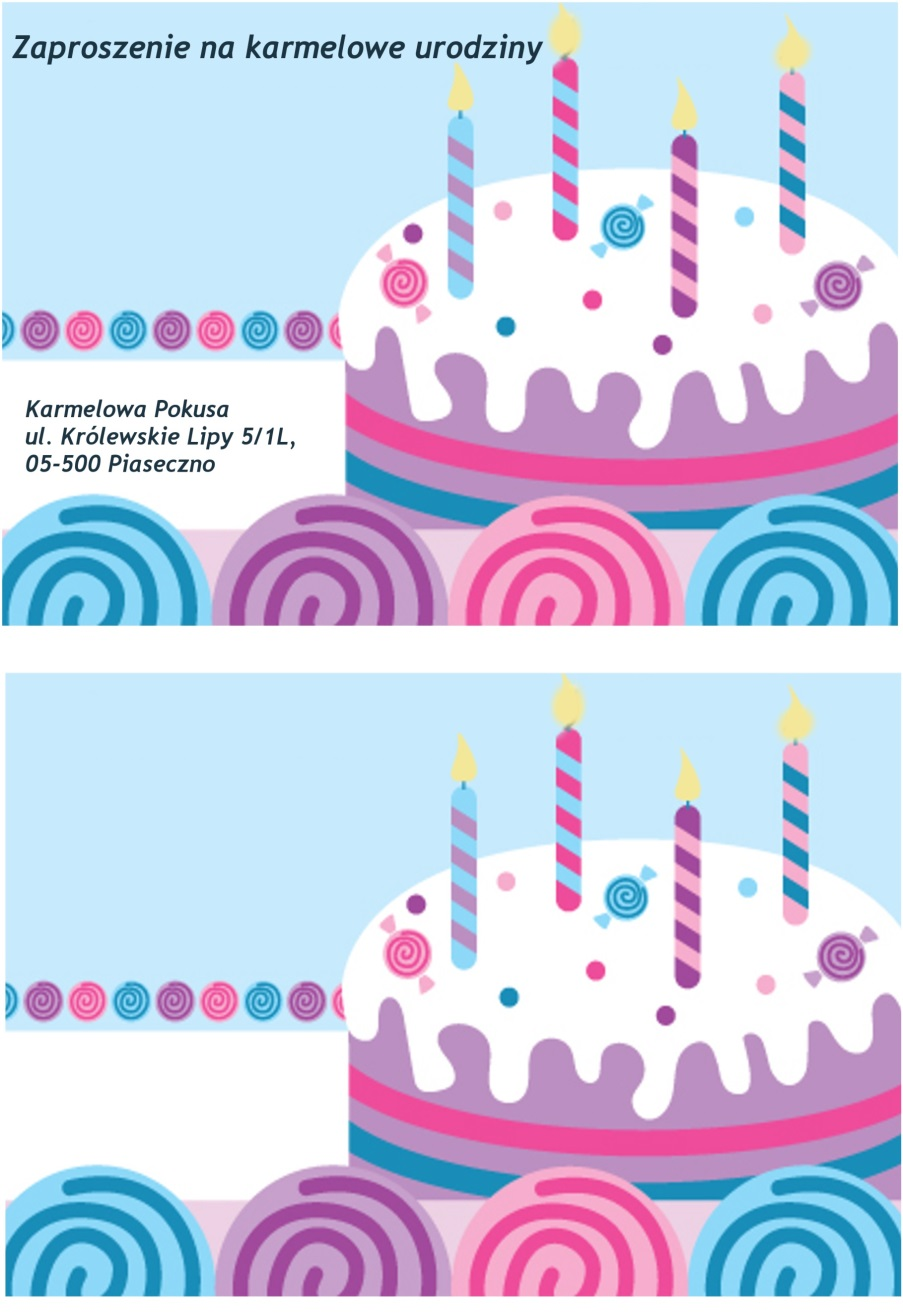 Zaproszenie na karmelowe urodziny
Karmelowa Pokusa
ul. Królewskie Lipy 5/1L,
05-500 Piaseczno